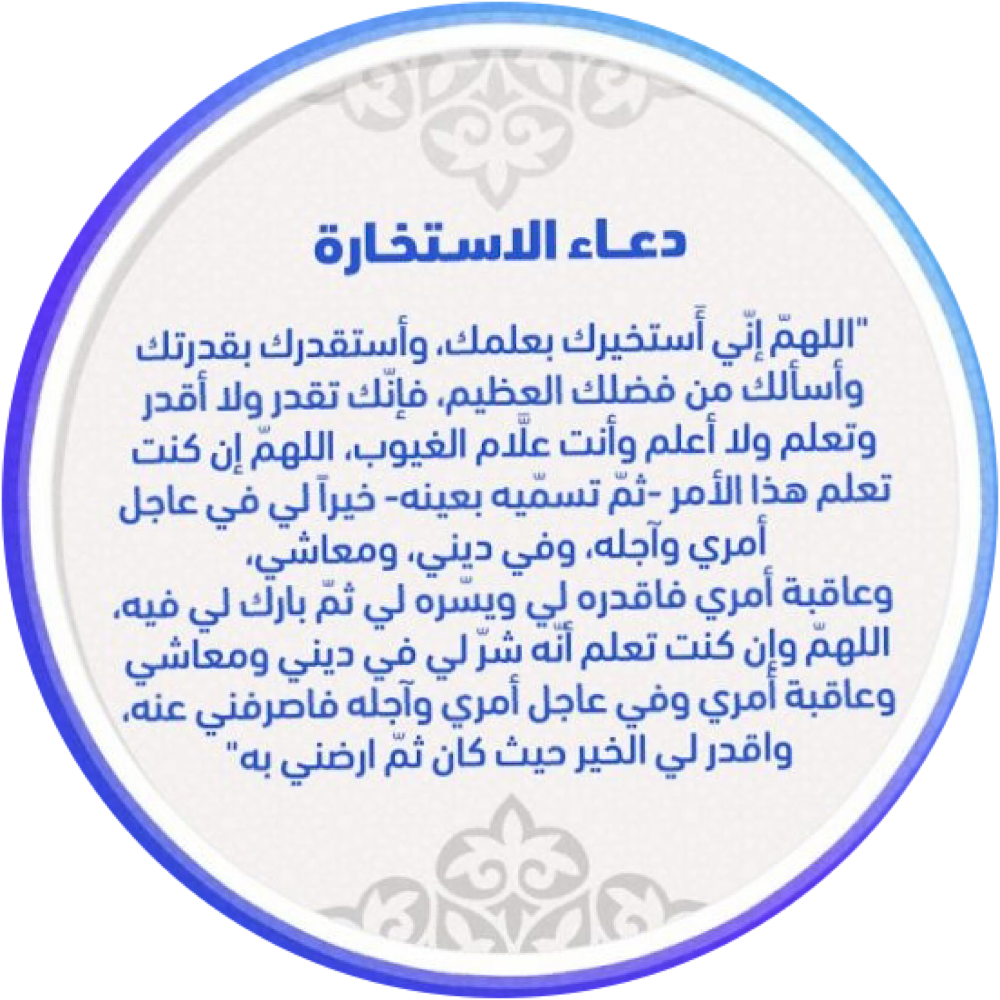 دعاء الاستخارة
"اللهمّ إنّي أَستخيرك بعلمك، وأستقدرك بقدرتك
وأسألك من فضلك العظيم، فإنّك تقدر ولا أقدر
وتعلم ولا أعلم وأنت علَّام الغيوب، اللهمّ إن كنت
تعلم هذا الأمر -ثمّ تسمّيه بعينه- خيراً لي في عاجل
أمري وآجله، وفي ديني، ومعاشي،
وعاقبة أمري فاقدره لي ويسّره لي ثمّ بارك لي فيه،
اللهمّ وإن كنت تعلم أنّه شرّ لي في ديني ومعاشي
وعاقبة أمري وفي عاجل أمري وآجله فاصرفني عنه،
واقدر لي الخير حيث كان ثمّ ارضني به"